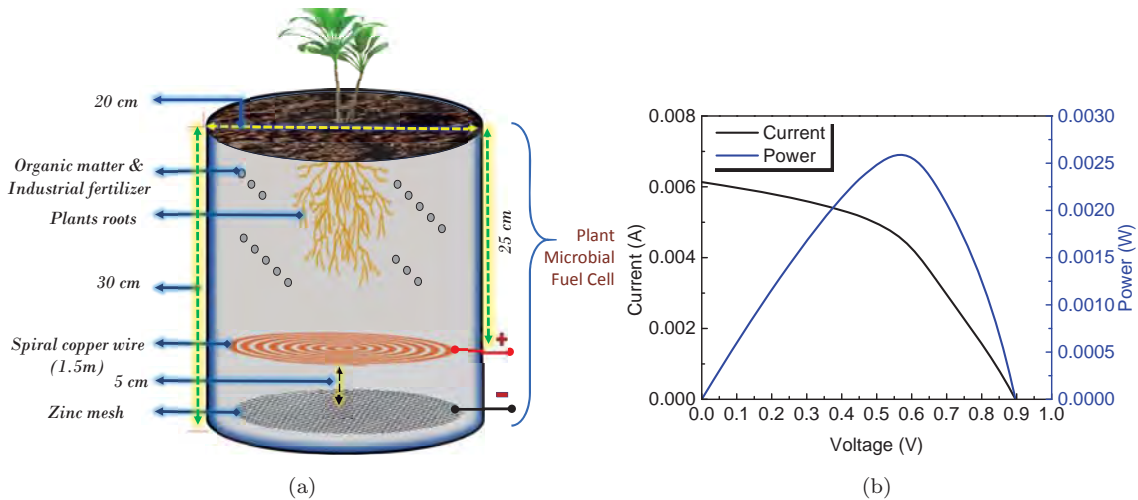 20 cm
Organic matter &
Industrial fertilizer
Plants roots
30 cm
Spiral copper wire
(1.5m)
5 cm
Zinc mesh
25 cm
+
-
Plant
Microbial
Fuel Cell
(a)
0.008
0.006
0.004
0.002
0.000
Current (A)
Current
Power
0.0030
0.0025
0.0020
0.0015
0.0010
0.0005
0.0000
Power (W)
0.0 0.1 0.2 0.3 0.4 0.5 0.6 0.7 0.8 0.9 1.0
Voltage (V)
(b)